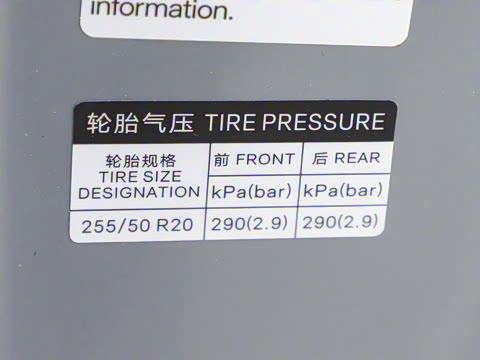 information.
轮胎气压 TIRE PRESSURE
轮胎规格
TIRE SIZE
DESIGNATION
前 FRONT
后 REAR
kPa(bar)
kPa(bar)
255/50 R20
290(2.9)
290(2.9)